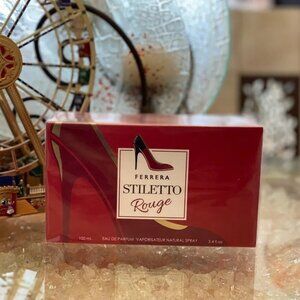 FERRERA
STILETTO
Rouge
100 mL EAU DE PARFUM VAPORISATEUR NATURAL SPRAY 3.4 fl.oz